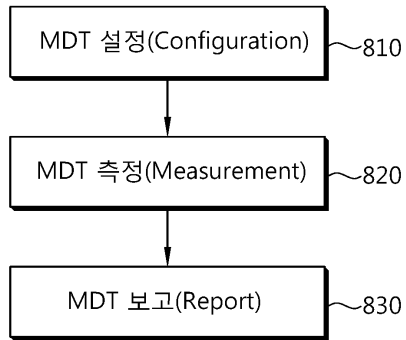 MDT 설정(Configuration)
810
MDT 측정(Measurement)
820
MDT 보고(Report)
830